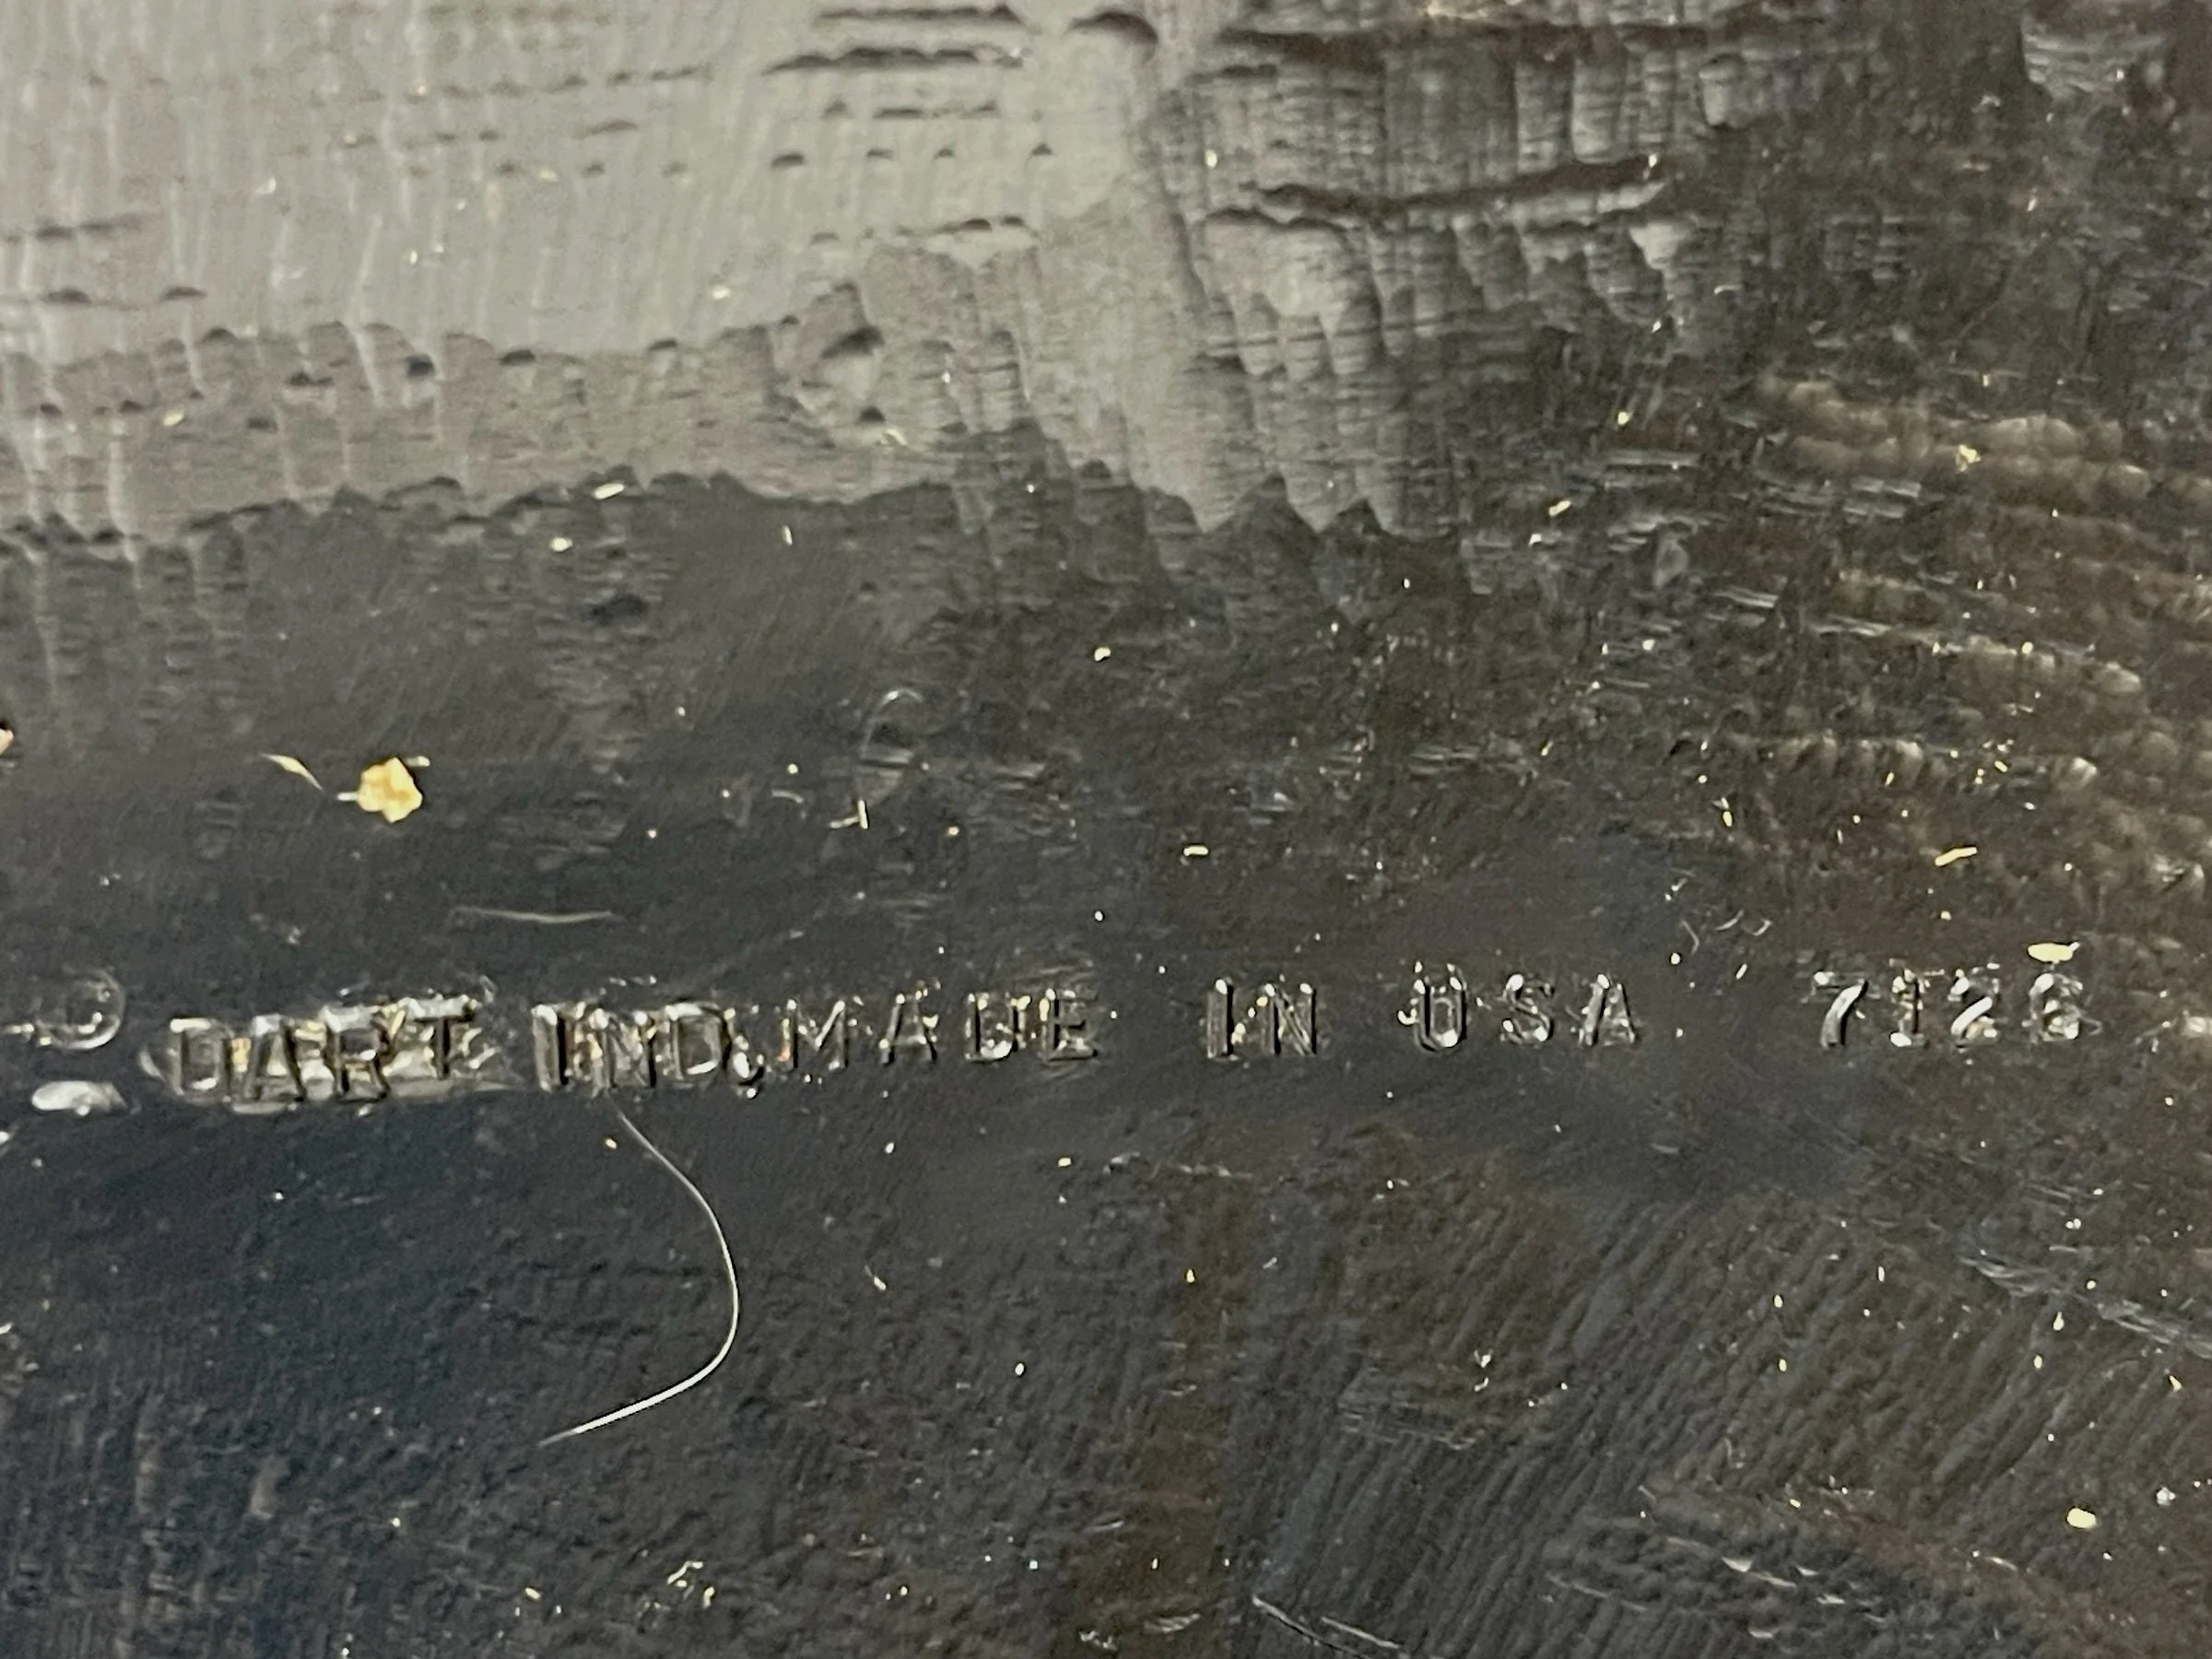 © DART IND. MADE IN USA 7126